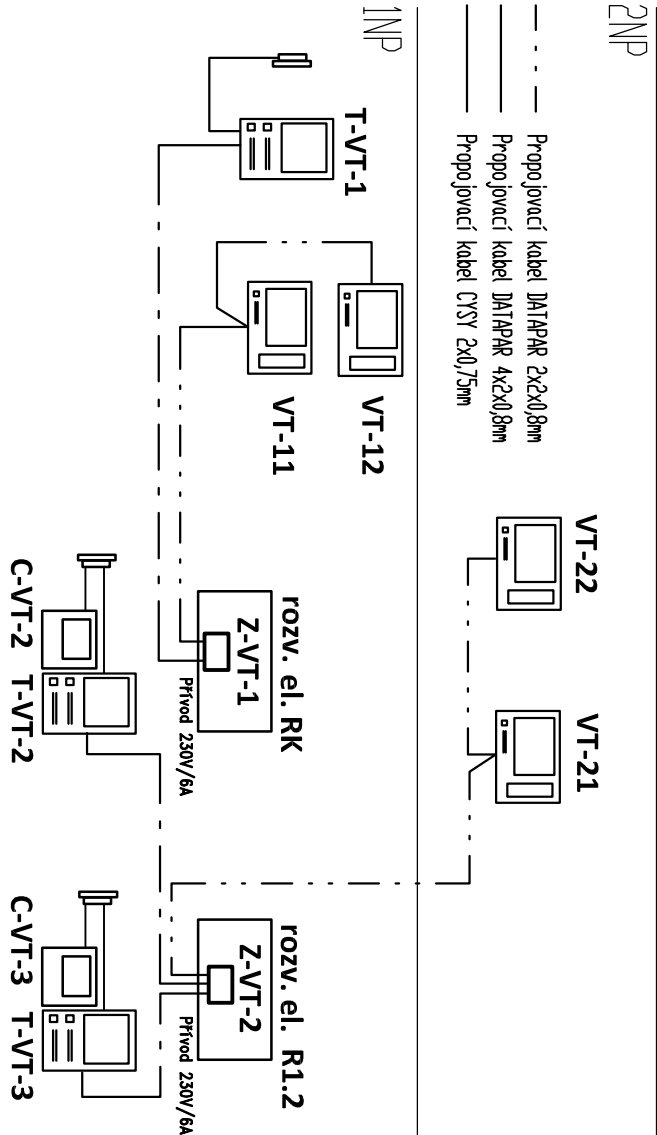 2NP
Propojovací kabel DATAPAR 2x2x0,8mm
Propojovací kabel DATAPAR 4x2x0,8mm
Propojovací kabel CYSY 2x0,75mm
VT-22
VT-21
1NP
T-VT-1
VT-12
VT-11
rozv. el. RK
Z-VT-1
Přívod 230V/6A
rozv. el. R1.2
Z-VT-2
Přívod 230V/6A
C-VT-2
T-VT-2
C-VT-3
T-VT-3